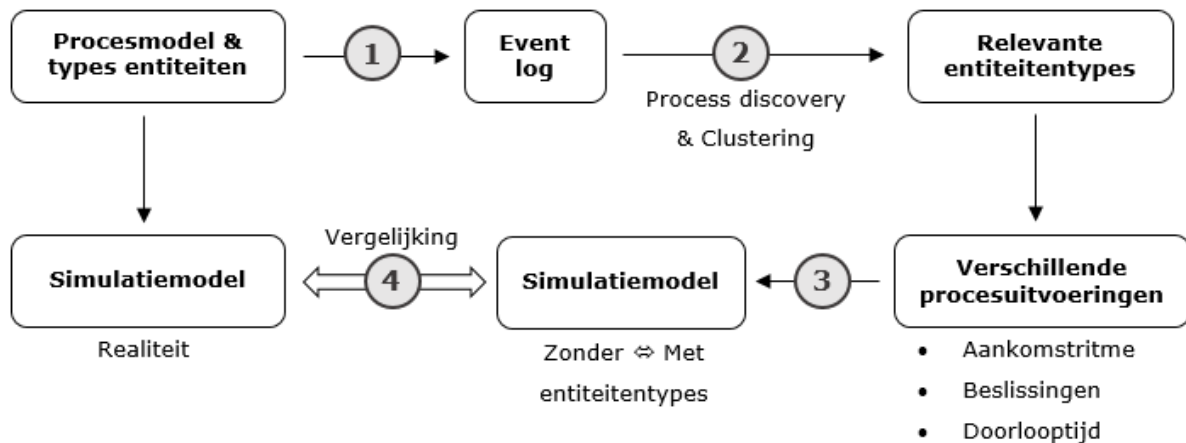 Procesmodel &
types entiteiten
1
Event
log
2
Process discovery
& Clustering
Relevante
entiteitentypes
Simulatiemodel
Realiteit
Vergelijking
4
Simulatiemodel
Zonder ⇔ Met
entiteitentypes
3
Verschillende
procesuitvoeringen
• Aankomstritme
• Beslissingen
• Doorlooptijd